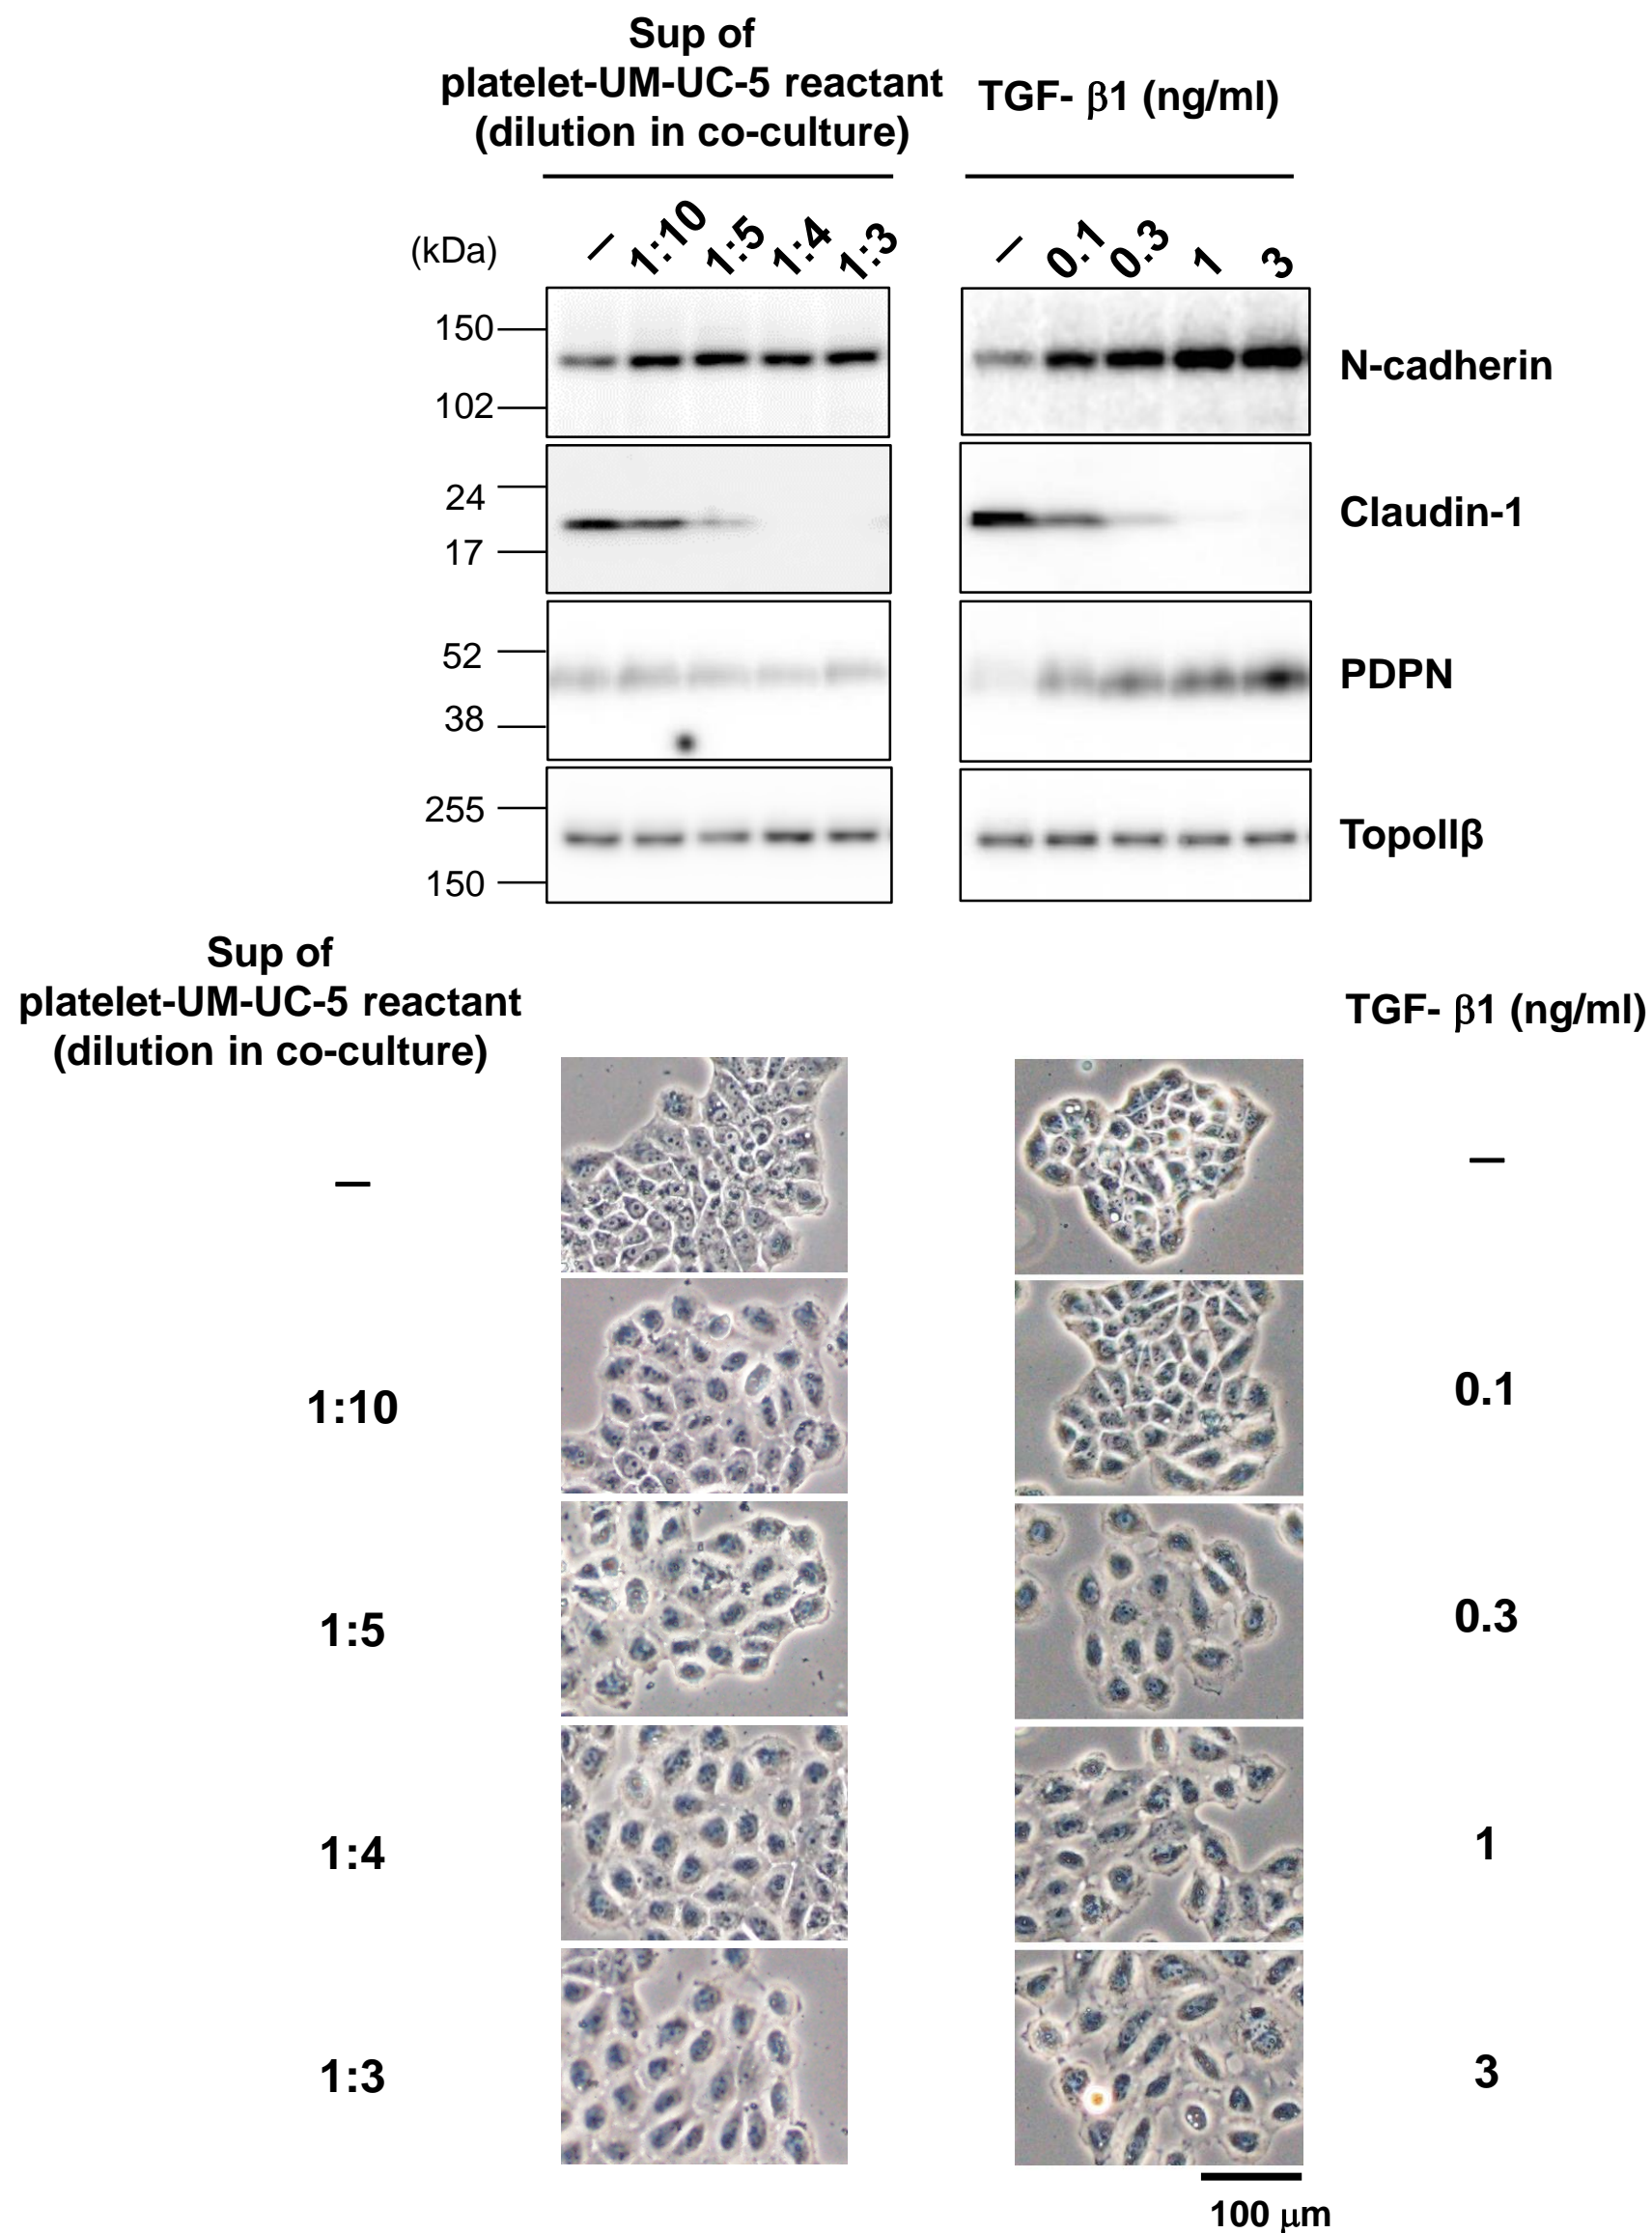 Sup of
platelet-UM-UC-5 reactant
(dilution in co-culture)
TGF- β1 (ng/ml)
(kDa)
– 1:10 1:5 1:4 1:3
– 0.1 0.3 1 3
150
102
N-cadherin
24
17
Claudin-1
52
38
PDPN
255
150
TopoIIβ
Sup of
platelet-UM-UC-5 reactant
(dilution in co-culture)
TGF- β1 (ng/ml)
–
–
1:10
0.1
1:5
0.3
1:4
1
1:3
3
100 μm